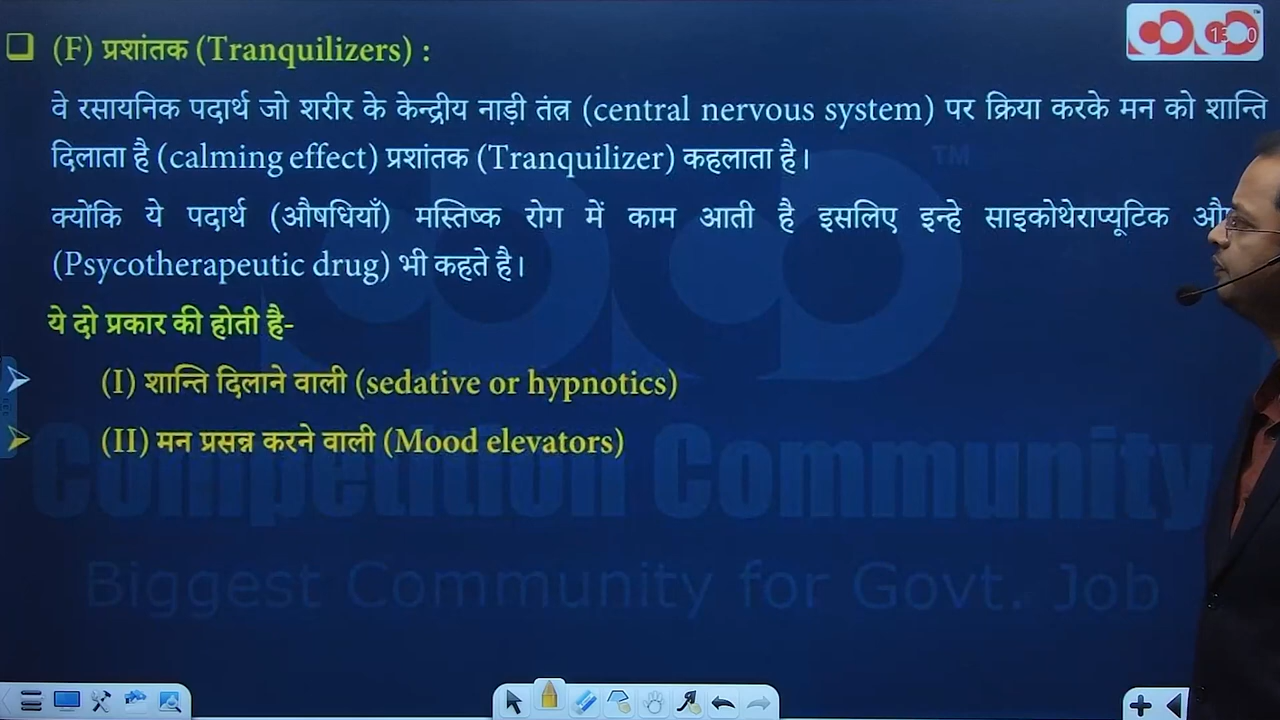 (F) प्रशांतक (Tranquilizers) :
वे रसायनिक पदार्थ जो शरीर के केन्द्रीय नाड़ी तंत्र (central nervous system) पर क्रिया करके मन को शान्ति
दिलाता है (calming effect) प्रशांतक (Tranquilizer) कहलाता है।
क्योंकि ये पदार्थ (औषधियाँ) मस्तिष्क रोग में काम आती है इसलिए इन्हे साइकोथेराप्यूटिक
(Psycotherapeutic drug) भी कहते है।
ये दो प्रकार की होती है-
(I) शान्ति दिलाने वाली (sedative or hypnotics)
(II) मन प्रसन्न करने वाली (Mood elevators)
Competition Community
Biggest Community for Govt. Job
TM